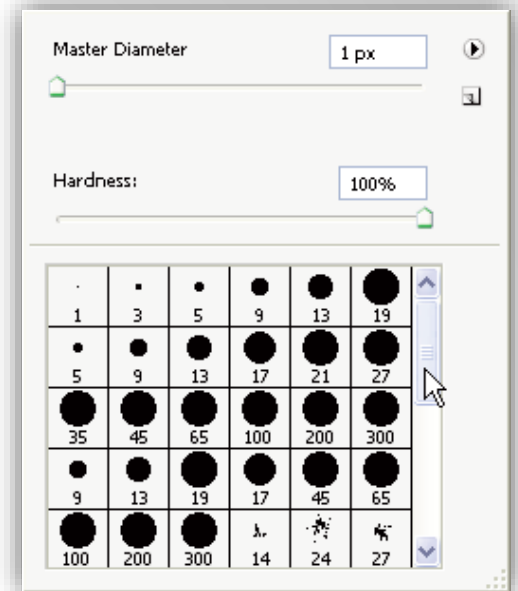 Master Diameter 1 px
Hardness: 100%
1 3 5 9 13 19
5 9 13 17 21 27
35 45 65 100 200 300
9 13 19 17 45 65
100 200 300 14 24 27